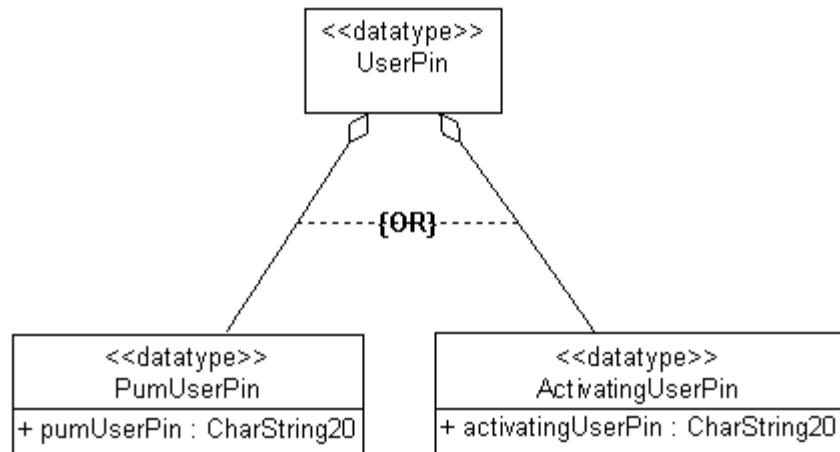 <<datatype>>
UserPin
{OR}
<<datatype>>
PumUserPin
+ pumUserPin : CharString20
<<datatype>>
ActivatingUserPin
+ activatingUserPin : CharString20